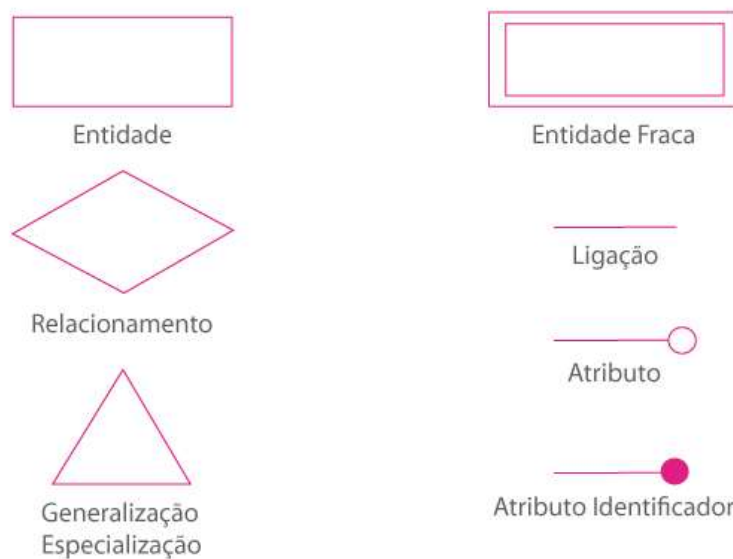 Entidade
Entidade Fraca
Relacionamento
Ligação
Atributo
Generalização
Especialização
Atributo Identificador